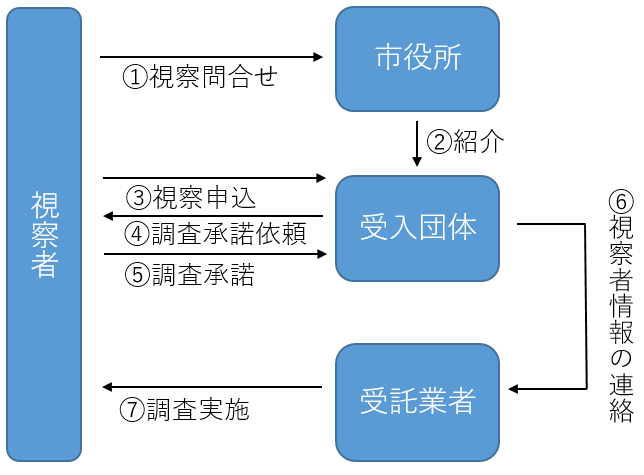 視察者
①視察問合せ
市役所
②紹介
③視察申込
④調査承諾依頼
⑤調査承諾
受入団体
⑥視察者情報の連絡
⑦調査実施
受託業者